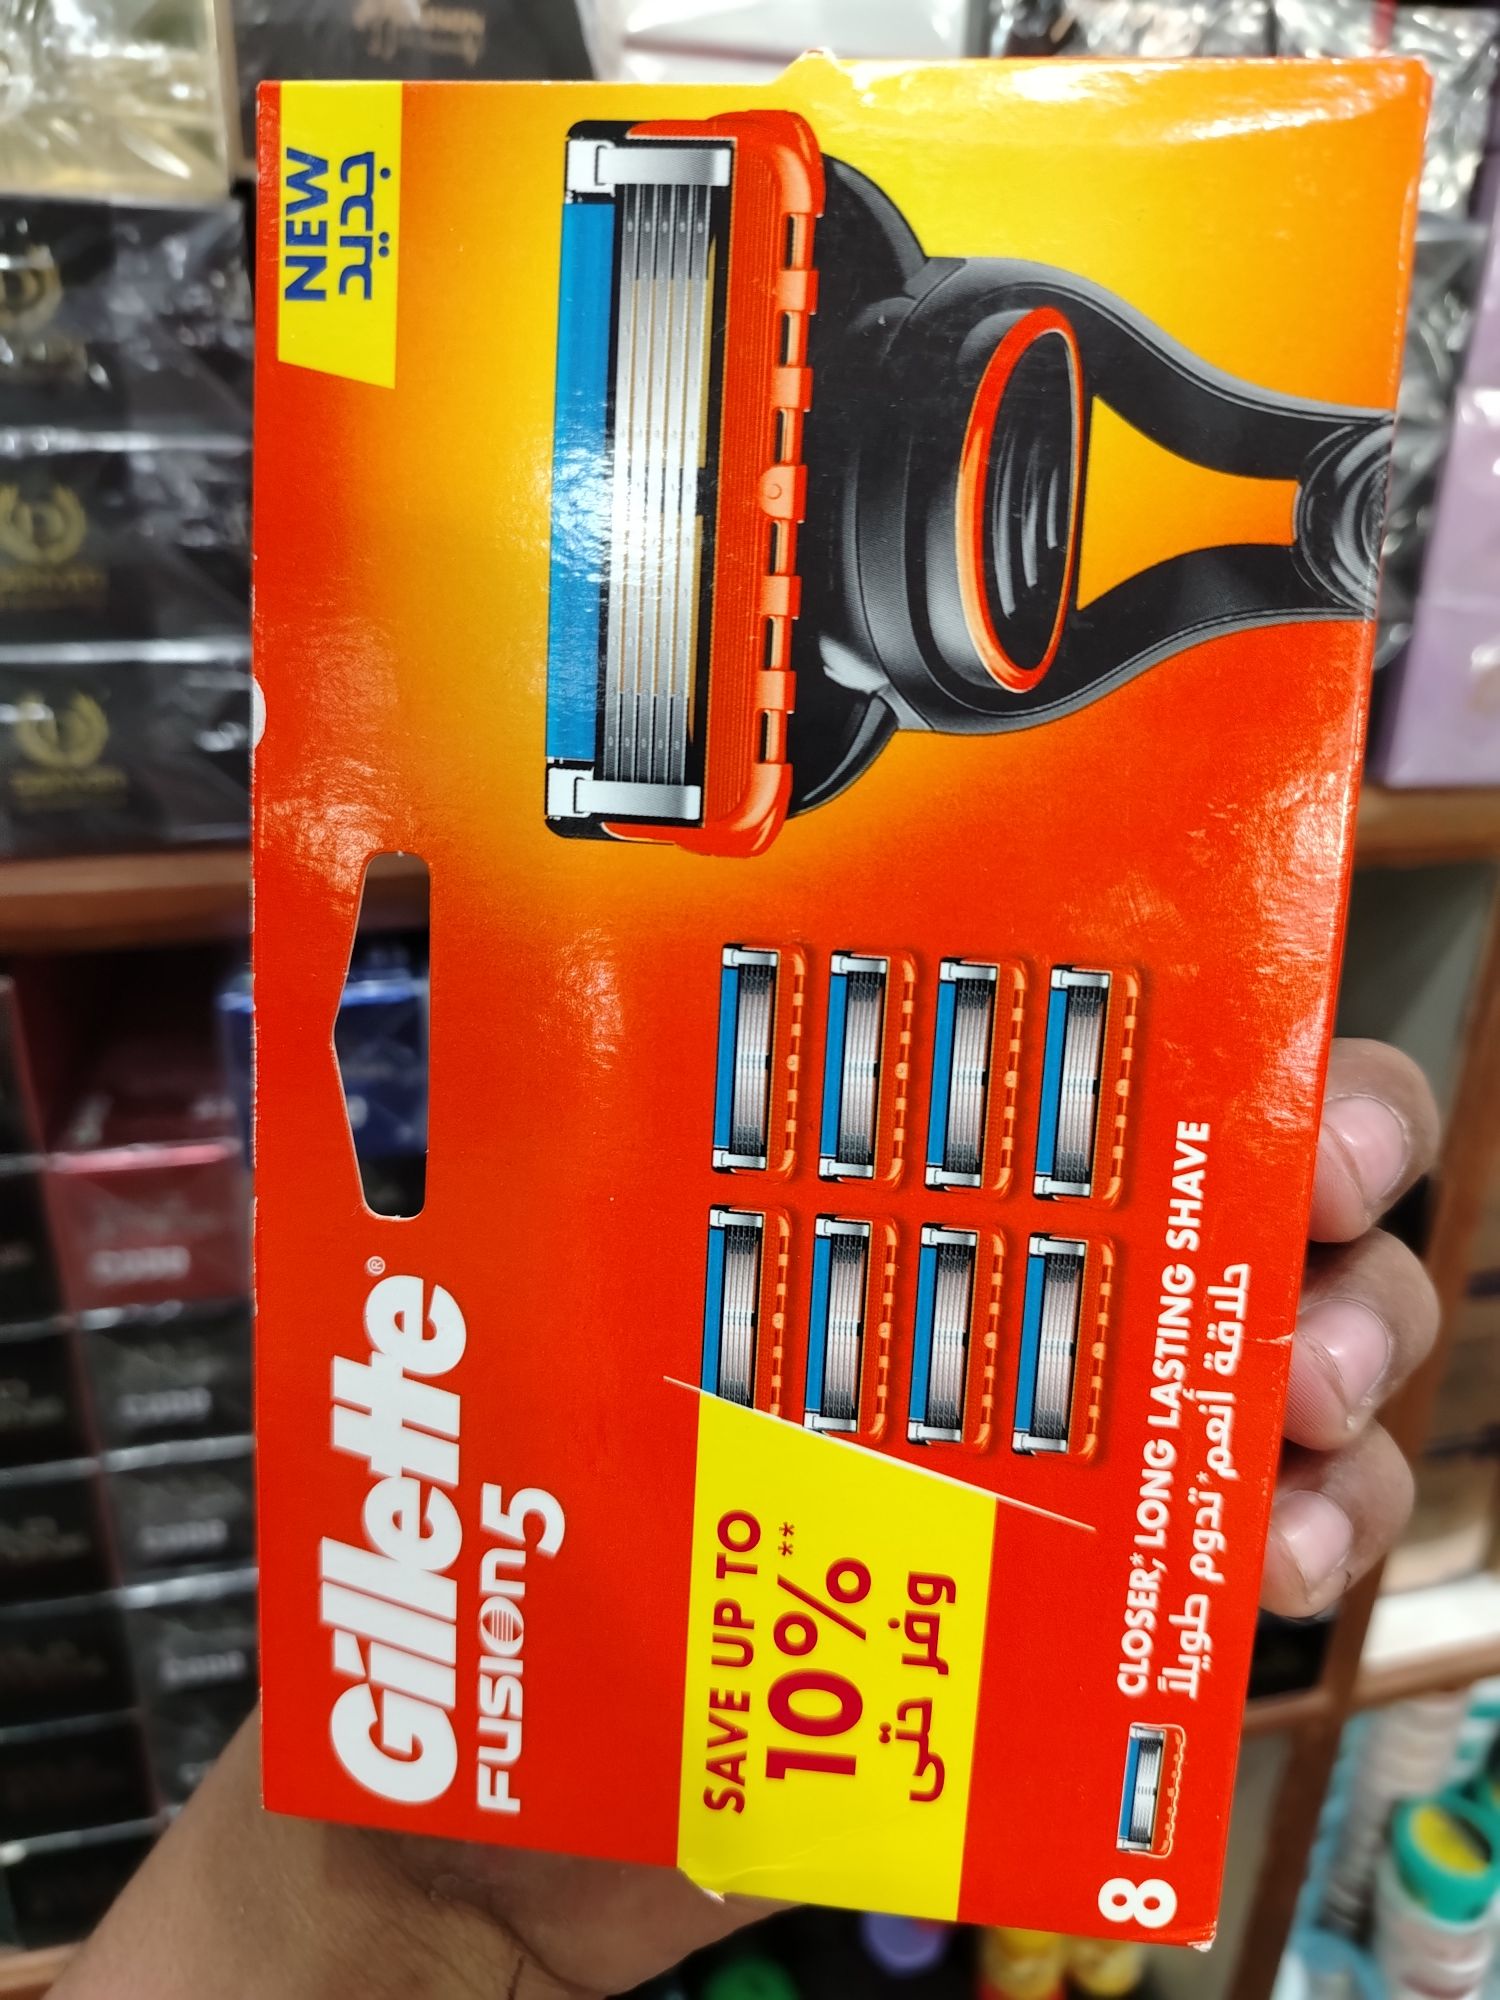 NEW
جديد
Gillette®
FUSION5
SAVE UP TO
10%**
وفر حتى
8
CLOSER*, LONG LASTING SHAVE
حلاقة أنعم* تدوم طويلاً